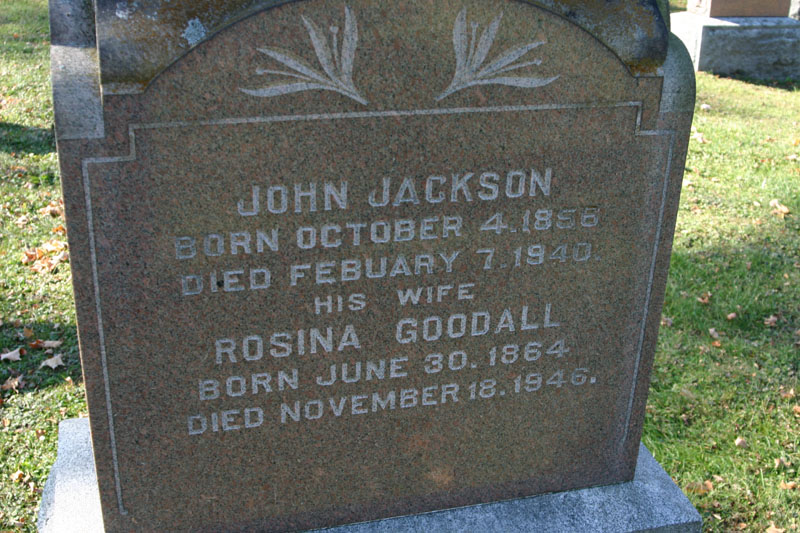 JOHN JACKSON
BORN OCTOBER 4.1858
DIED FEBUARY 7.1940.
HIS WIFE
ROSINA GOODALL
BORN JUNE 30.1864
DIED NOVEMBER 18.1946.